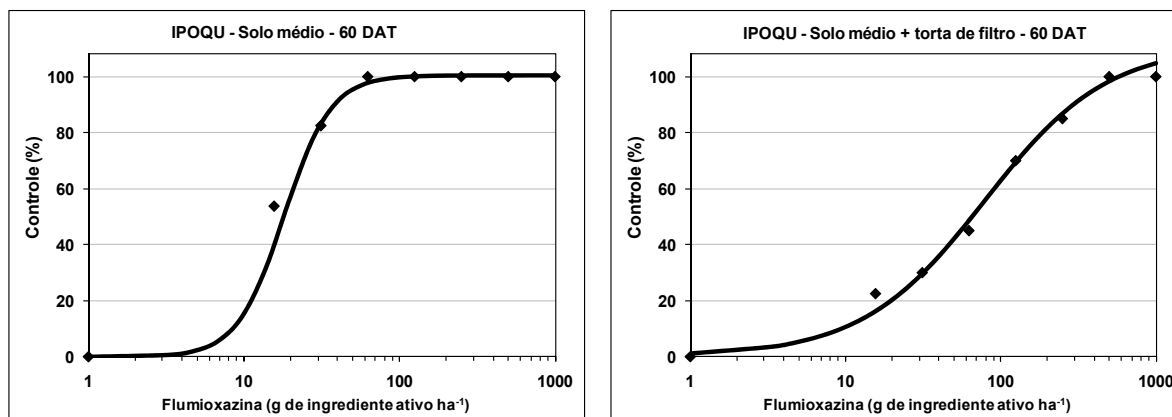 IPOQU - Solo médio - 60 DAT
100
80
60
40
20
0
Controle (%)
1 10 100 1000
Flumioxazina (g de ingrediente ativo ha⁻¹)
IPOQU - Solo médio + torta de filtro - 60 DAT
100
80
60
40
20
0
Controle (%)
1 10 100 1000
Flumioxazina (g de ingrediente ativo ha⁻¹)